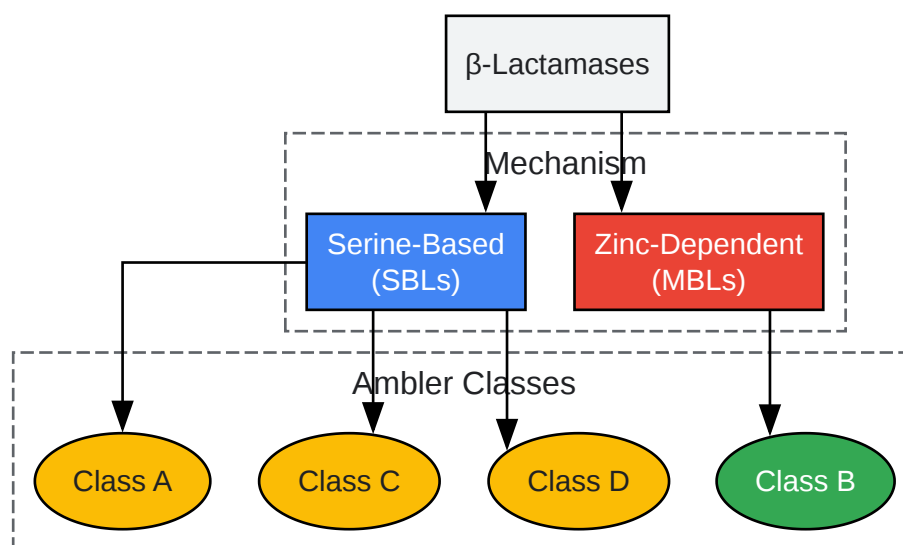 β-Lactamases
Mechanism
Serine-Based
(SBLs)
Zinc-Dependent
(MBLs)
Ambler Classes
Class A
Class C
Class D
Class B